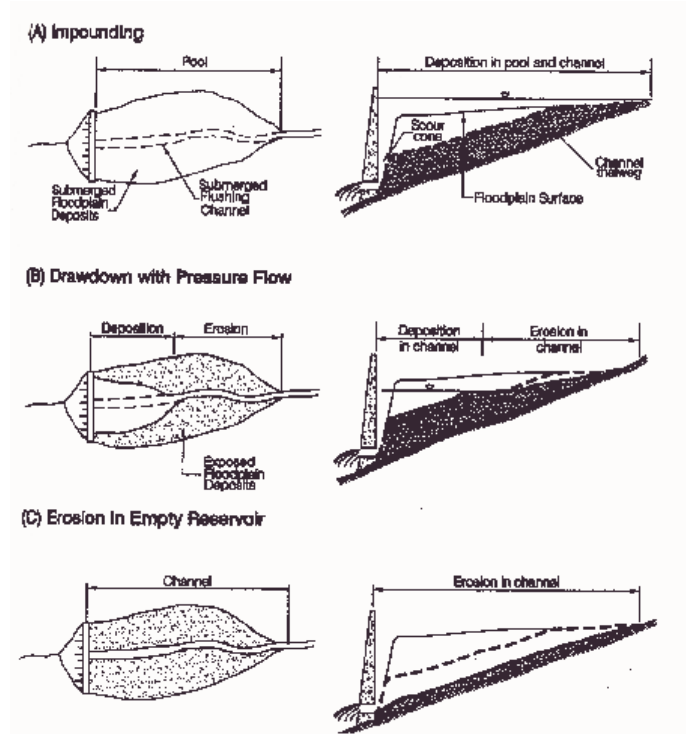 (A) Impounding
Pool
Deposition in pool and channel
Scour
cone
Channel
thalweg
Submerged
Floodplain
Deposits
Submerged
Flushing
Channel
Floodplain Surface
(B) Drawdown with Pressure Flow
Deposition
Erosion
Deposition
in channel
Erosion in
channel
Exposed
Floodplain
Deposits
(C) Erosion in Empty Reservoir
Channel
Erosion in channel